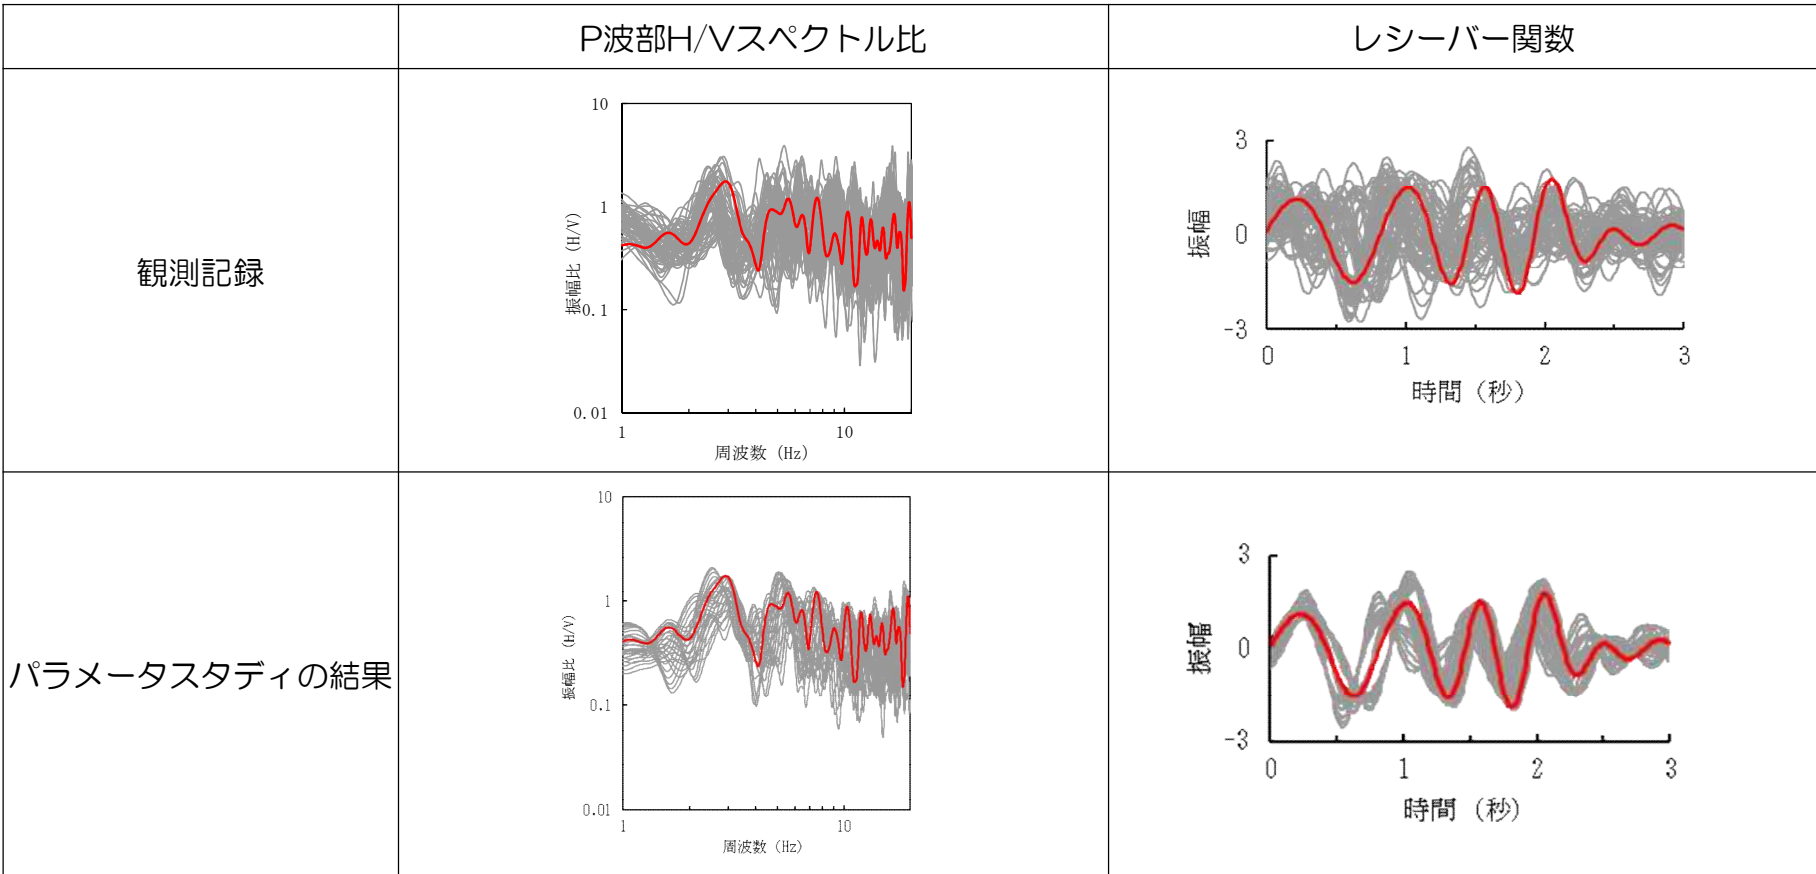 P波部H/Vスペクトル比
レシーバー関数
観測記録
10
1
0.1
0.01
振幅比 (H/V)
1
10
周波数 (Hz)
3
0
-3
振幅
0
1
2
3
時間 (秒)
パラメータスタディの結果
10
1
0.1
0.01
振幅比 (H/V)
1
10
周波数 (Hz)
3
0
-3
振幅
0
1
2
3
時間 (秒)